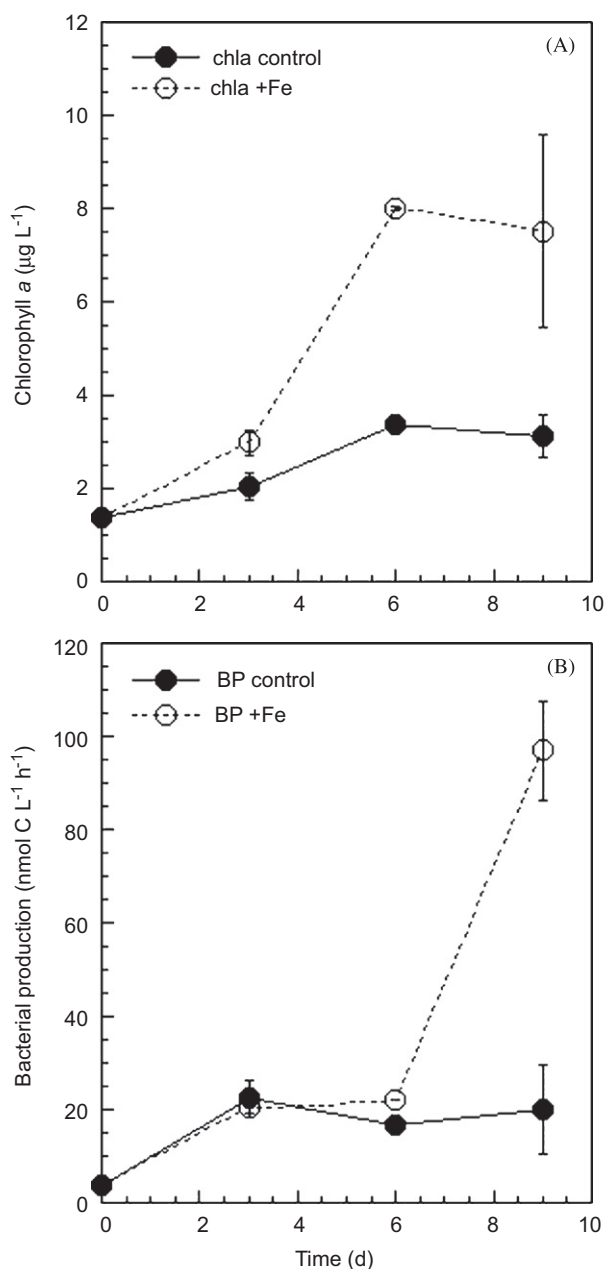 (A)
chla control
chla +Fe
12
10
8
6
4
2
0
Chlorophyll a (µg L⁻¹)
0 2 4 6 8 10
(B)
BP control
BP +Fe
120
100
80
60
40
20
0
Bacterial production (nmol C L⁻¹ h⁻¹)
0 2 4 6 8 10
Time (d)